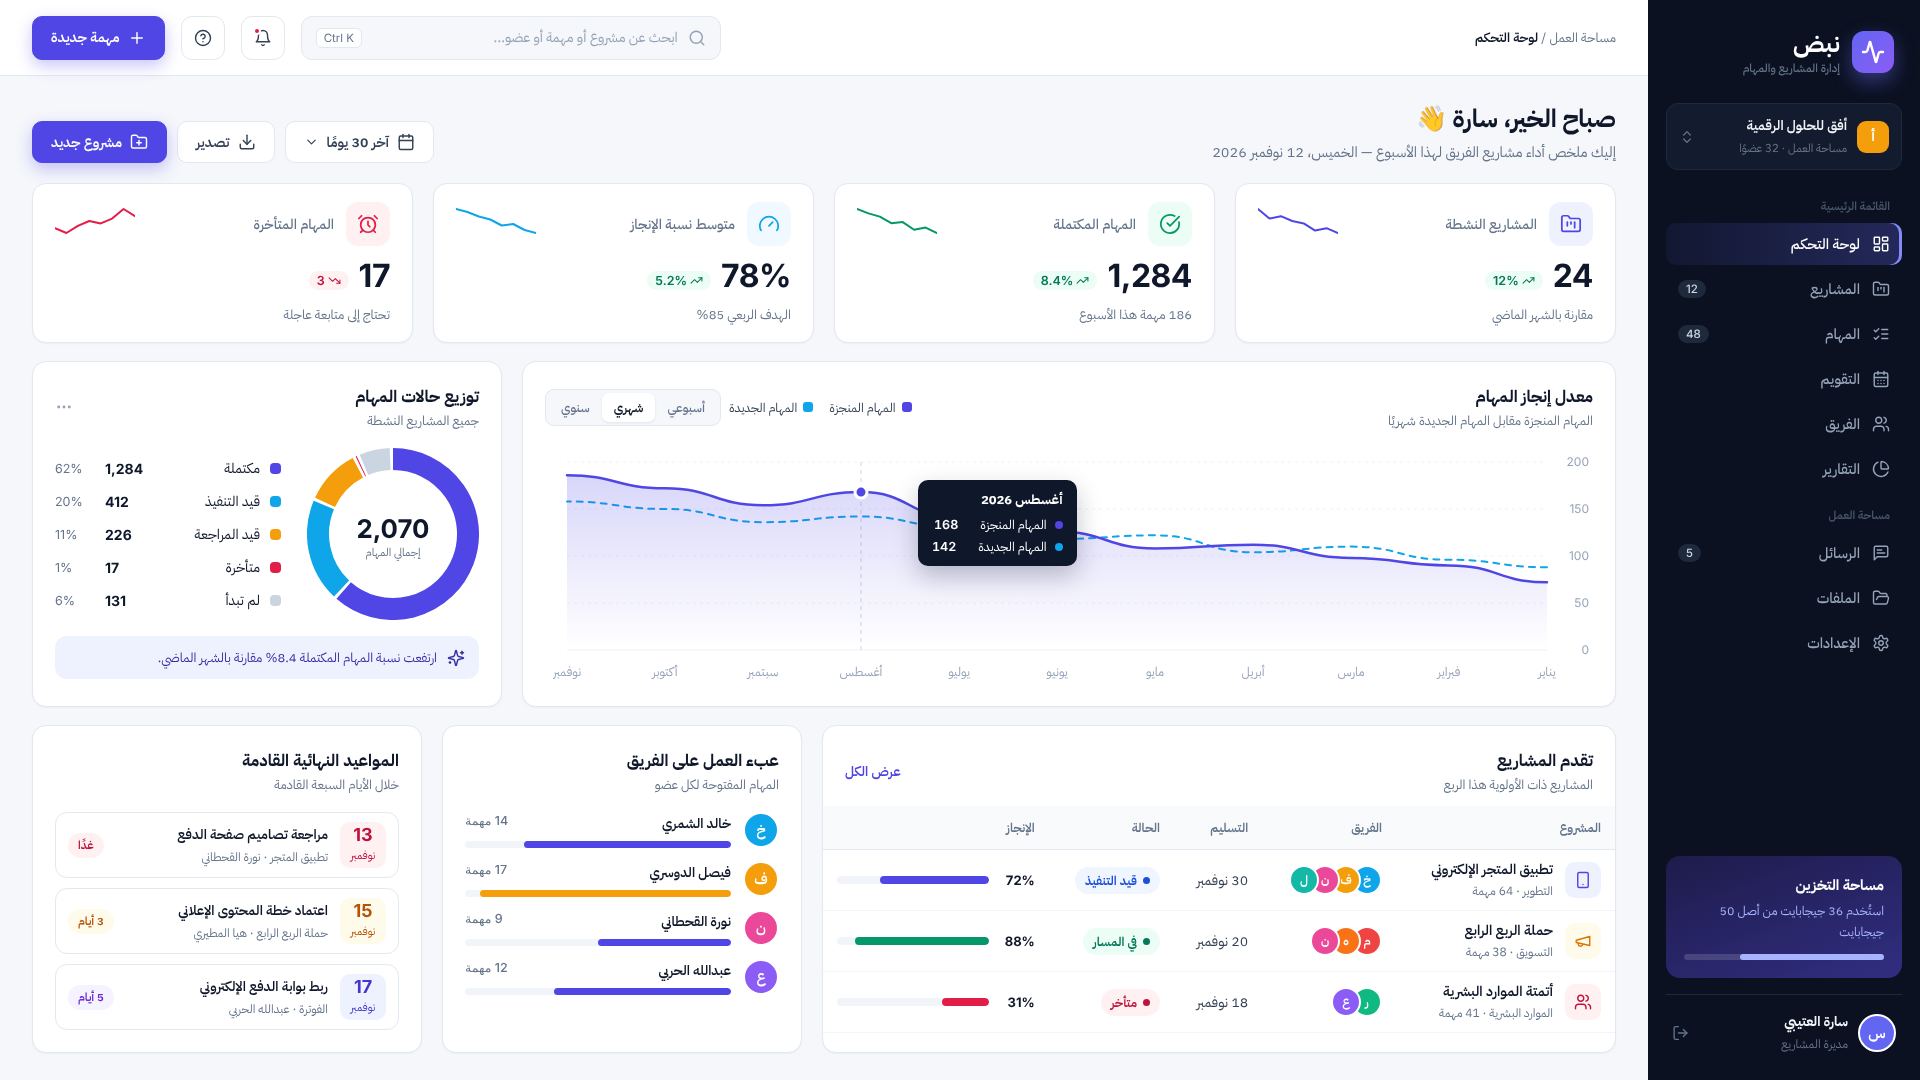 نبض
إدارة المشاريع والمهام
أ
أفق للحلول الرقمية
مساحة العمل · 32 عضوًا
القائمة الرئيسية
لوحة التحكم
المشاريع 12
المهام 48
التقويم
الفريق
التقارير
مساحة العمل
الرسائل 5
الملفات
الإعدادات
مساحة التخزين
استُخدم 36 جيجابايت من أصل 50
جيجابايت
س
سارة العتيبي
مديرة المشاريع
مساحة العمل / لوحة التحكم
ابحث عن مشروع أو مهمة أو عضو... Ctrl K
مهمة جديدة
صباح الخير، سارة 👋
إليك ملخص أداء مشاريع الفريق لهذا الأسبوع — الخميس، 12 نوفمبر 2026
آخر 30 يومًا
تصدير
مشروع جديد
المشاريع النشطة
24 12%
مقارنة بالشهر الماضي
المهام المكتملة
1,284 8.4%
186 مهمة هذا الأسبوع
متوسط نسبة الإنجاز
78% 5.2%
الهدف الربعي 85%
المهام المتأخرة
17 3
تحتاج إلى متابعة عاجلة
معدل إنجاز المهام
المهام المنجزة مقابل المهام الجديدة شهريًا
المهام المنجزة
المهام الجديدة
أسبوعي شهري سنوي
200
150
100
50
0
أغسطس 2026
المهام المنجزة 168
المهام الجديدة 142
يناير فبراير مارس أبريل مايو يونيو يوليو أغسطس سبتمبر أكتوبر نوفمبر
توزيع حالات المهام
جميع المشاريع النشطة
2,070
إجمالي المهام
مكتملة 1,284 62%
قيد التنفيذ 412 20%
قيد المراجعة 226 11%
متأخرة 17 1%
لم تبدأ 131 6%
ارتفعت نسبة المهام المكتملة 8.4% مقارنة بالشهر الماضي.
تقدم المشاريع
المشاريع ذات الأولوية هذا الربع
عرض الكل
المشروع الفريق التسليم الحالة الإنجاز
تطبيق المتجر الإلكتروني
التطوير · 64 مهمة
خ ف ن ل
30 نوفمبر
قيد التنفيذ
72%
حملة الربع الرابع
التسويق · 38 مهمة
م ه ن
20 نوفمبر
في المسار
88%
أتمتة الموارد البشرية
الموارد البشرية · 41 مهمة
ر ع
18 نوفمبر
متأخر
31%
عبء العمل على الفريق
المهام المفتوحة لكل عضو
خ خالد الشمري 14 مهمة
ف فيصل الدوسري 17 مهمة
ن نورة القحطاني 9 مهمة
ع عبدالله الحربي 12 مهمة
المواعيد النهائية القادمة
خلال الأيام السبعة القادمة
13 نوفمبر
مراجعة تصاميم صفحة الدفع
تطبيق المتجر · نورة القحطاني
غدًا
15 نوفمبر
اعتماد خطة المحتوى الإعلاني
حملة الربع الرابع · هيا المطيري
3 أيام
17 نوفمبر
ربط بوابة الدفع الإلكتروني
الفوترة · عبدالله الحربي
5 أيام